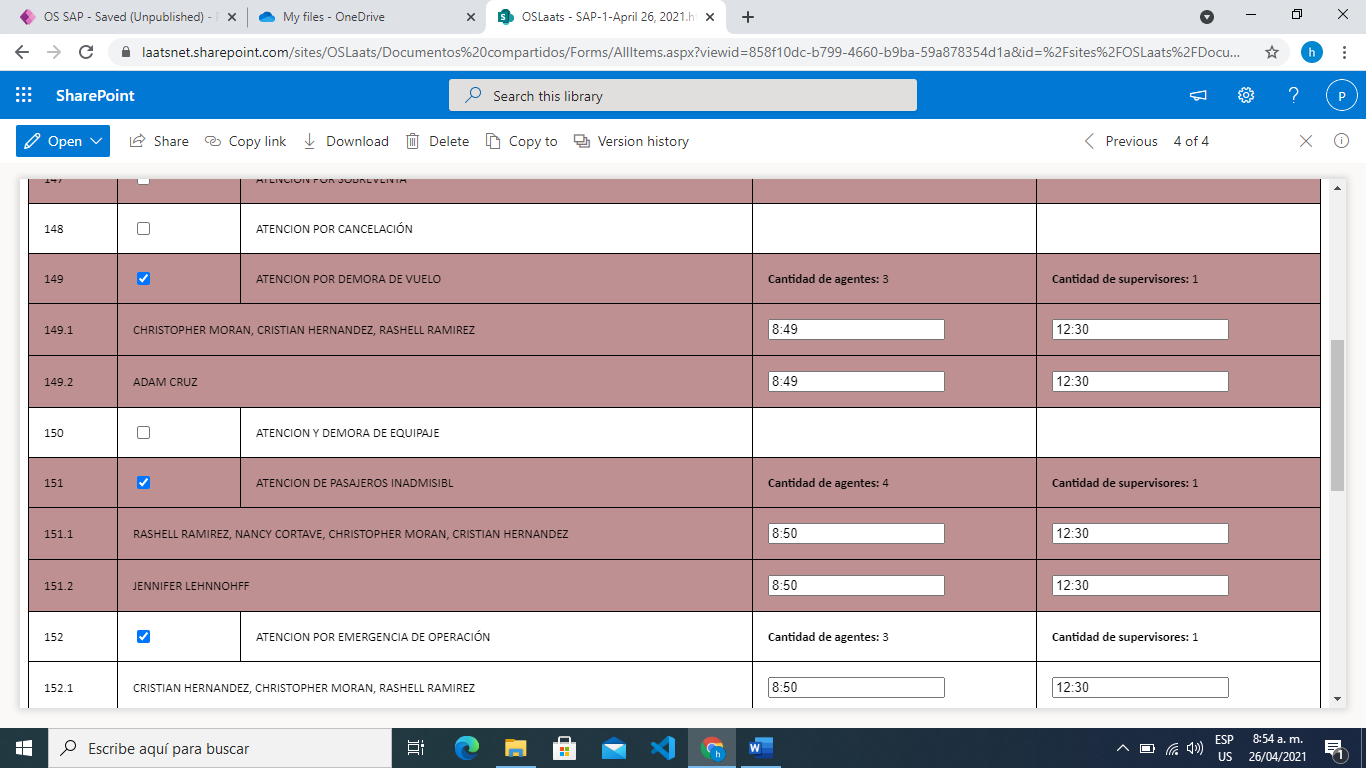 OS SAP - Saved (Unpublished) -
My files - OneDrive
OSLaats - SAP-1-April 26, 2021.h
laatsnet.sharepoint.com/sites/OSLaats/Documentos%20compartidos/Forms/AllItems.aspx?viewid=858f10dc-b799-4660-b9ba-59a878354d1a&id=%2Fsites%2FOSLaats%2FDocu...
h
SharePoint
Search this library
P
Open
Share
Copy link
Download
Delete
Copy to
Version history
Previous
4 of 4
147 ATENCION POR SOBREVENTA
148 ATENCION POR CANCELACIÓN
149 ATENCION POR DEMORA DE VUELO Cantidad de agentes: 3 Cantidad de supervisores: 1
149.1 CHRISTOPHER MORAN, CRISTIAN HERNANDEZ, RASHELL RAMIREZ 8:49 12:30
149.2 ADAM CRUZ 8:49 12:30
150 ATENCION Y DEMORA DE EQUIPAJE
151 ATENCION DE PASAJEROS INADMISIBL Cantidad de agentes: 4 Cantidad de supervisores: 1
151.1 RASHELL RAMIREZ, NANCY CORTAVE, CHRISTOPHER MORAN, CRISTIAN HERNANDEZ 8:50 12:30
151.2 JENNIFER LEHNNOHFF 8:50 12:30
152 ATENCION POR EMERGENCIA DE OPERACIÓN Cantidad de agentes: 3 Cantidad de supervisores: 1
152.1 CRISTIAN HERNANDEZ, CHRISTOPHER MORAN, RASHELL RAMIREZ 8:50 12:30
Escribe aquí para buscar
ESP
US
8:54 a. m.
26/04/2021
1